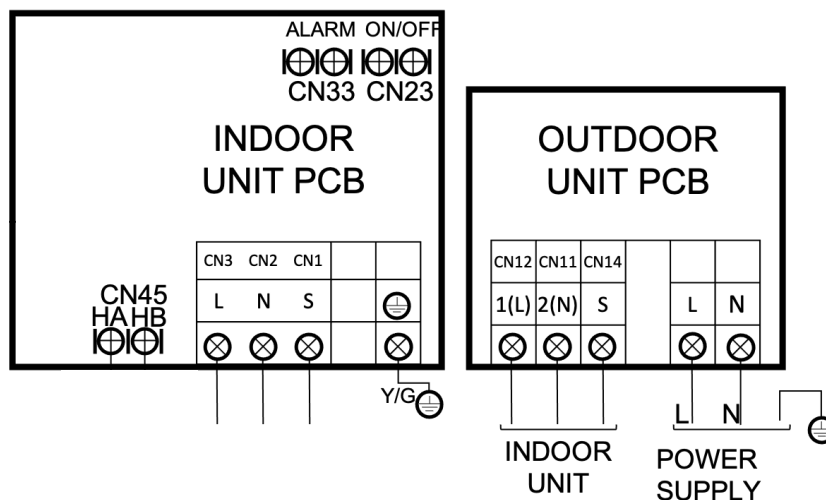 ALARM ON/OFF
CN33 CN23
INDOOR
UNIT PCB
CN3 CN2 CN1
L N S
CN45
HA HB
Y/G
OUTDOOR
UNIT PCB
CN12 CN11 CN14
1(L) 2(N) S L N
L N
INDOOR
UNIT
POWER
SUPPLY